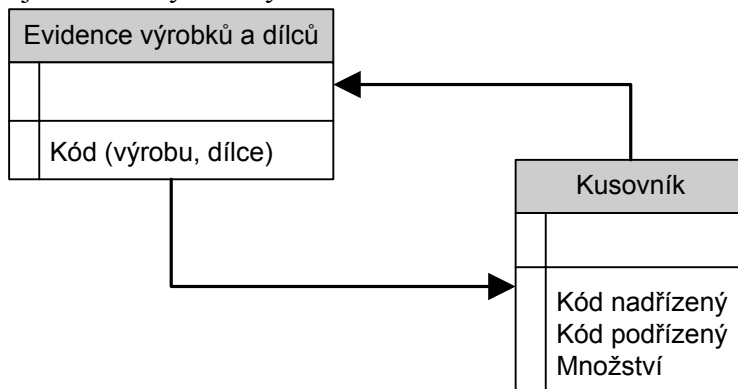 Evidence výrobků a dílců
Kód (výrobu, dílce)
Kusovník
Kód nadřízený
Kód podřízený
Množství